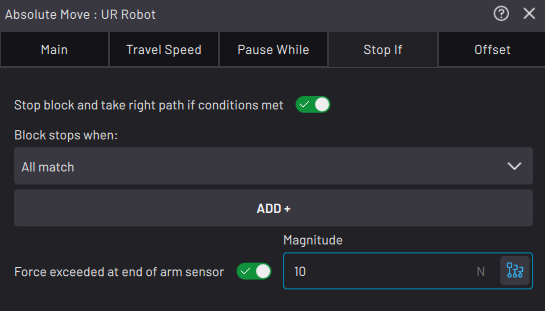 Absolute Move : UR Robot
Main
Travel Speed
Pause While
Stop If
Offset
Stop block and take right path if conditions met
Block stops when:
All match
ADD +
Magnitude
Force exceeded at end of arm sensor
10 N